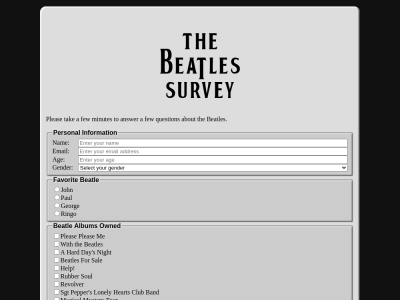 THE
BEATLES
SURVEY
Please take a few minutes to answer a few questions about the Beatles.
Personal Information
Name: Enter your name
Email: Enter your email address
Age: Enter your age
Gender: Select your gender
Favorite Beatle
John
Paul
George
Ringo
Beatle Albums Owned
Please Please Me
With the Beatles
A Hard Day's Night
Beatles For Sale
Help!
Rubber Soul
Revolver
Sgt Pepper's Lonely Hearts Club Band